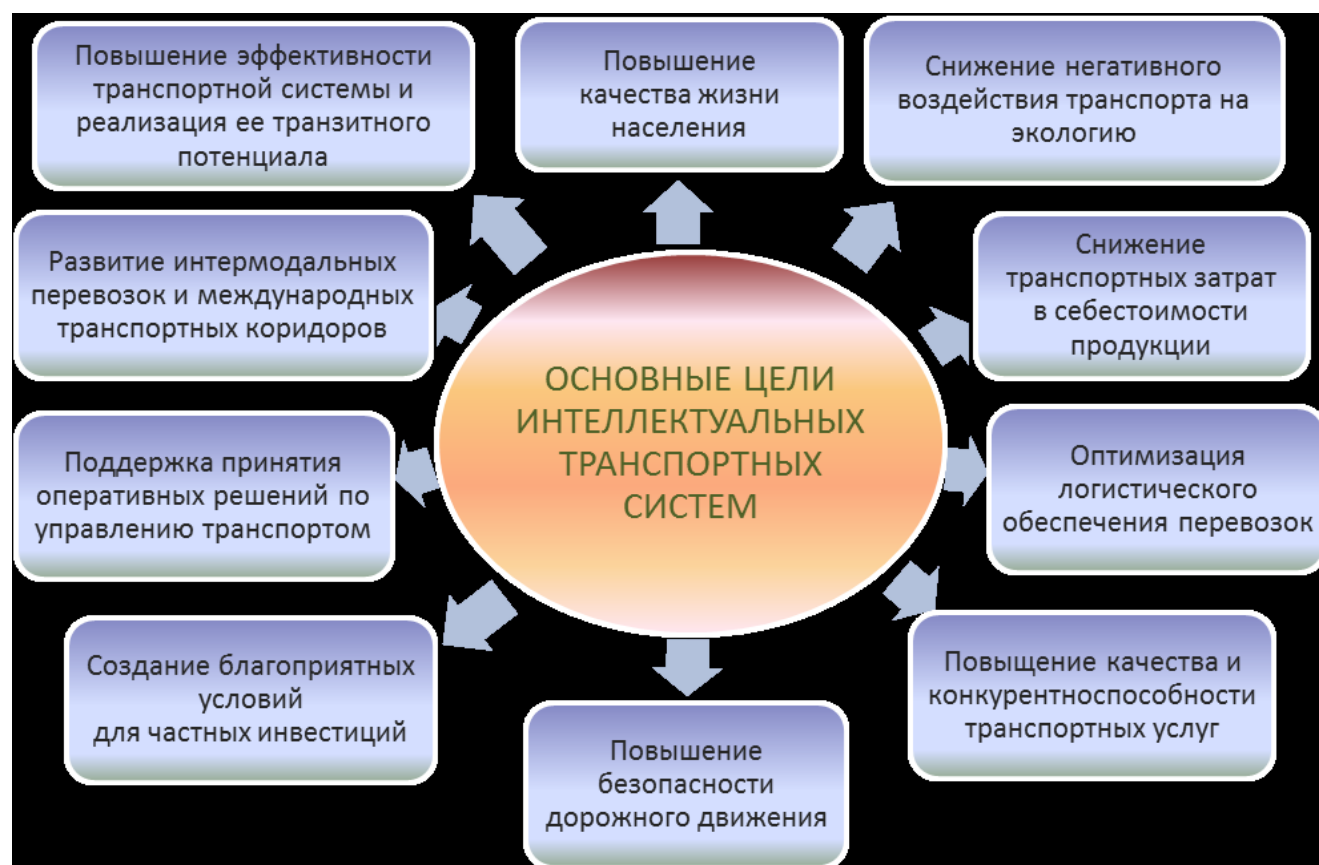 Повышение эффективности
транспортной системы и
реализация ее транзитного
потенциала
Повышение
качества жизни
населения
Снижение негативного
воздействия транспорта на
экологию
Развитие интермодальных
перевозок и международных
транспортных коридоров
Снижение
транспортных затрат
в себестоимости
продукции
ОСНОВНЫЕ ЦЕЛИ
ИНТЕЛЛЕКТУАЛЬНЫХ
ТРАНСПОРТНЫХ
СИСТЕМ
Поддержка принятия
оперативных решений по
управлению транспортом
Оптимизация
логистического
обеспечения перевозок
Создание благоприятных
условий
для частных инвестиций
Повыщение качества и
конкурентноспособности
транспортных услуг
Повышение
безопасности
дорожного движения